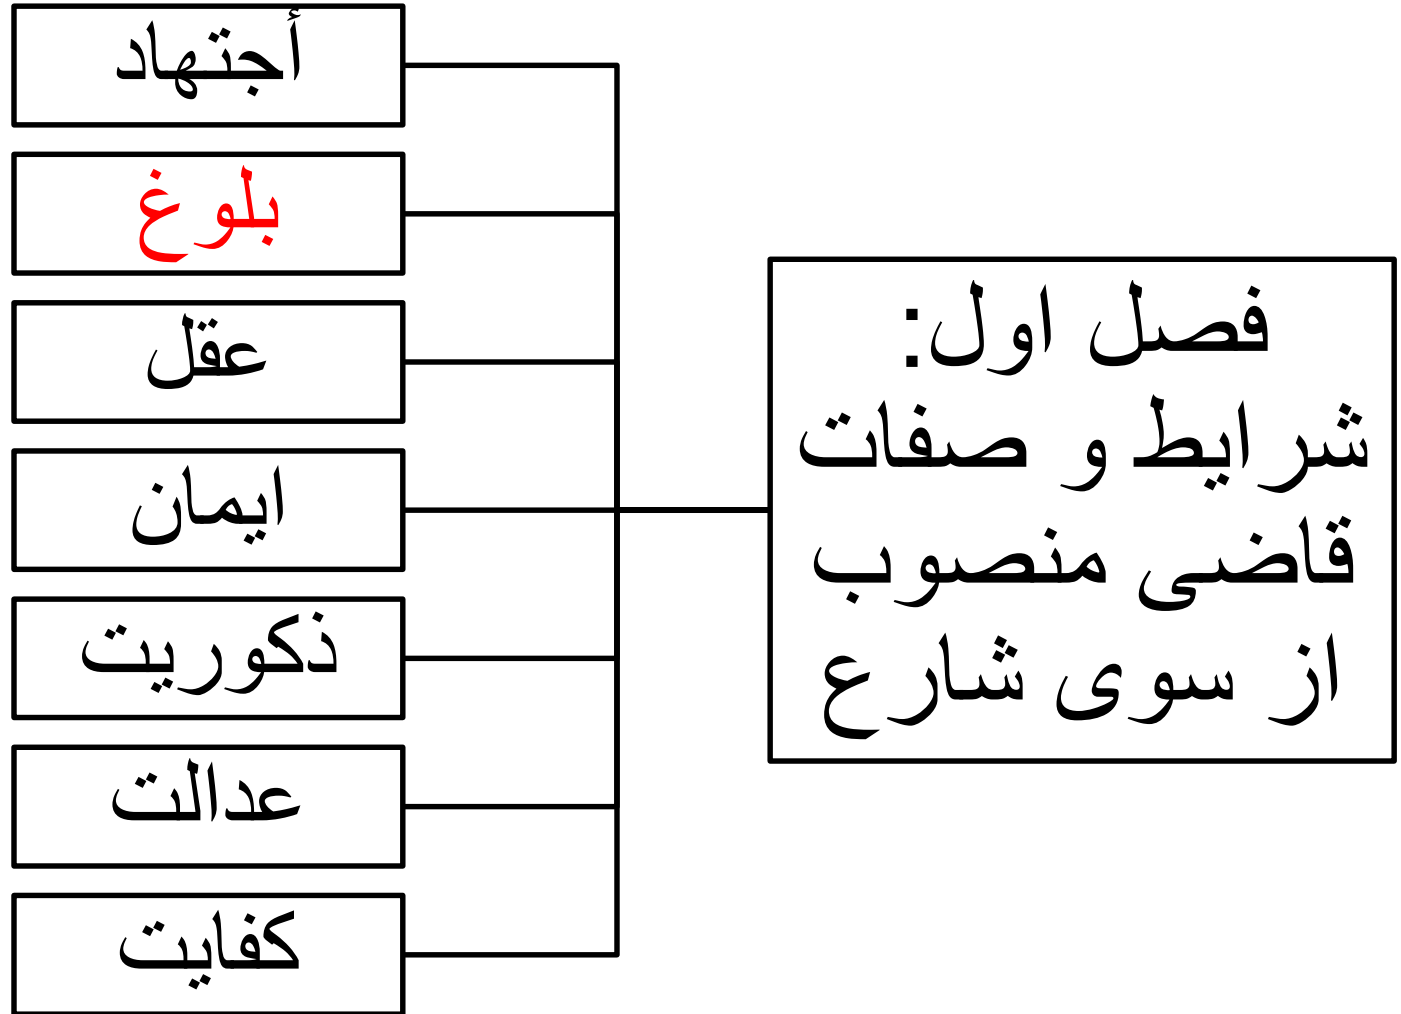 فصل اول:
شرایط و صفات
قاضی منصوب
از سوی شارع
أجتهاد
بلوغ
عقل
ایمان
ذکوریت
عدالت
کفایت